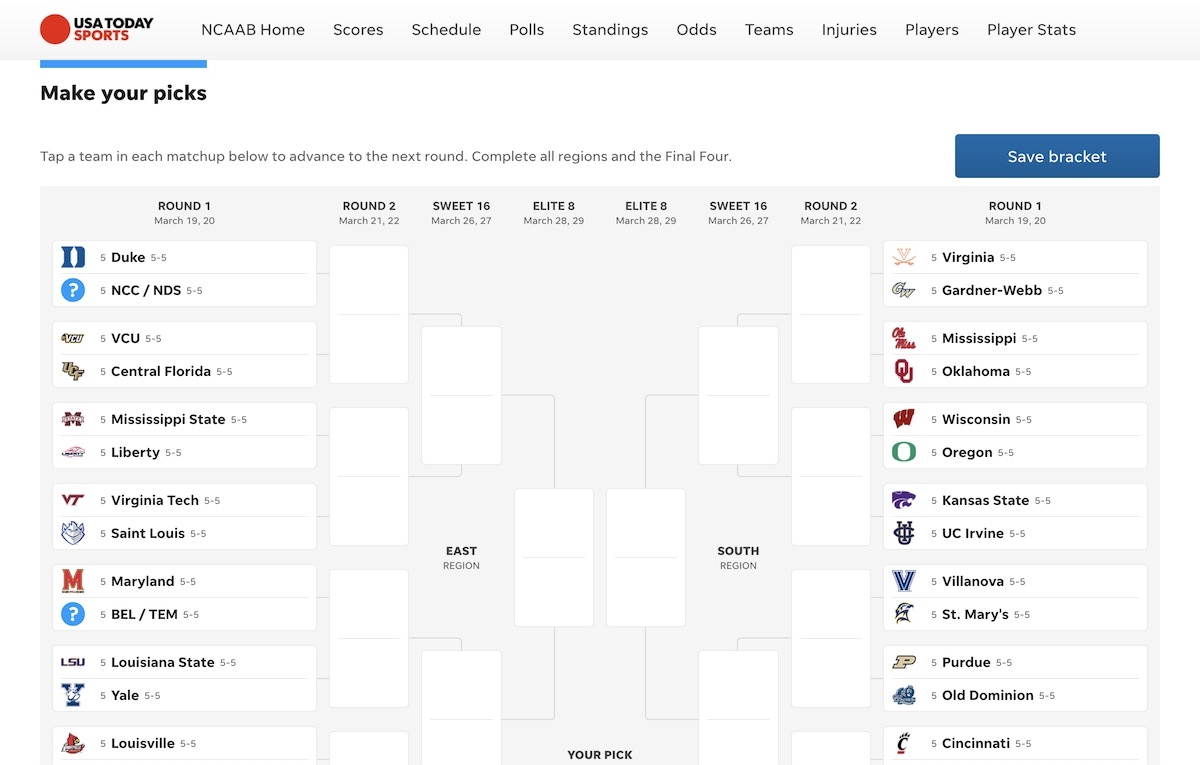 USA TODAY
SPORTS
NCAAB Home Scores Schedule Polls Standings Odds Teams Injuries Players Player Stats
Make your picks
Tap a team in each matchup below to advance to the next round. Complete all regions and the Final Four.
Save bracket
ROUND 1 ROUND 2 SWEET 16 ELITE 8 ELITE 8 SWEET 16 ROUND 2 ROUND 1
March 19, 20 March 21, 22 March 26, 27 March 28, 29 March 28, 29 March 26, 27 March 21, 22 March 19, 20
5 Duke 5-5
? 5 NCC / NDS 5-5
VCU 5 VCU 5-5
UCF 5 Central Florida 5-5
5 Mississippi State 5-5
5 Liberty 5-5
VT 5 Virginia Tech 5-5
5 Saint Louis 5-5
M 5 Maryland 5-5
? 5 BEL / TEM 5-5
LSU 5 Louisiana State 5-5
Y 5 Yale 5-5
5 Louisville 5-5
EAST
REGION
YOUR PICK
SOUTH
REGION
V 5 Virginia 5-5
GW 5 Gardner-Webb 5-5
Ole Miss 5 Mississippi 5-5
OU 5 Oklahoma 5-5
W 5 Wisconsin 5-5
O 5 Oregon 5-5
5 Kansas State 5-5
UC 5 UC Irvine 5-5
V 5 Villanova 5-5
5 St. Mary's 5-5
P 5 Purdue 5-5
5 Old Dominion 5-5
C 5 Cincinnati 5-5